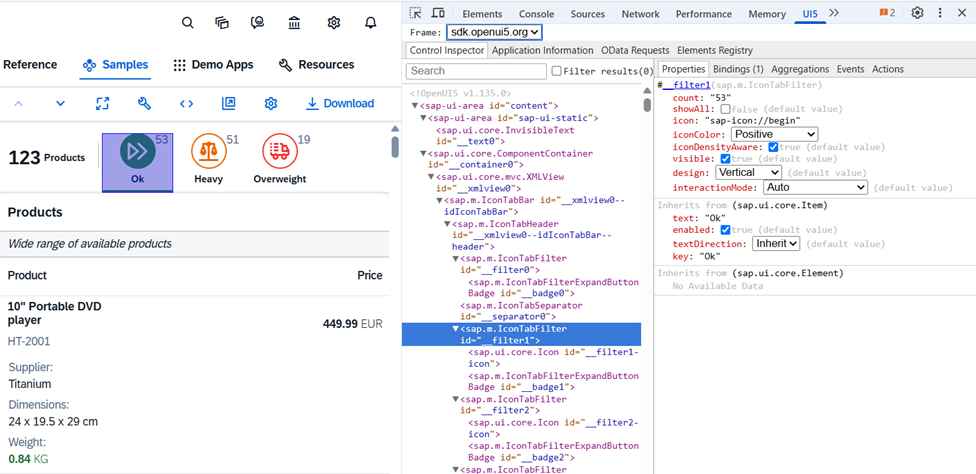 Elements Console Sources Network Performance Memory UI5 2
Frame: sdk.openui5.org
Control Inspector Application Information OData Requests Elements Registry
Reference Samples Demo Apps Resources
Download
123 Products
53
Ok
51
Heavy
19
Overweight
Products
Wide range of available products
Product Price
10" Portable DVD
player
449.99 EUR
HT-2001
Supplier:
Titanium
Dimensions:
24 x 19.5 x 29 cm
Weight:
0.84 KG
Search Filter results(0)
<!OpenUI5 v1.135.0>
<sap-ui-area id="content">
<sap-ui-area id="sap-ui-static">
<sap.ui.core.InvisibleText
id="__text0">
<sap.ui.core.ComponentContainer
id="__container0">
<sap.ui.core.mvc.XMLView
id="__xmlview0">
<sap.m.IconTabBar id="__xmlview0--
idIconTabBar">
<sap.m.IconTabHeader
id="__xmlview0--idIconTabBar--
header">
<sap.m.IconTabFilter
id="__filter0">
<sap.m.IconTabFilterExpandButton
Badge id="__badge0">
<sap.m.IconTabSeparator
id="__separator0">
<sap.m.IconTabFilter
id="__filter1">
<sap.ui.core.Icon id="__filter1-
icon">
<sap.m.IconTabFilterExpandButton
Badge id="__badge1">
<sap.m.IconTabFilter
id="__filter2">
<sap.ui.core.Icon id="__filter2-
icon">
<sap.m.IconTabFilterExpandButton
Badge id="__badge2">
<sap.m.IconTabFilter
Properties Bindings (1) Aggregations Events Actions
#__filter1(sap.m.IconTabFilter)
count: "53"
showAll: false (default value)
icon: "sap-icon://begin"
iconColor: Positive
iconDensityAware: true (default value)
visible: true (default value)
design: Vertical (default value)
interactionMode: Auto (default value)
Inherits from (sap.ui.core.Item)
text: "Ok"
enabled: true (default value)
textDirection: Inherit (default value)
key: "Ok"
Inherits from (sap.ui.core.Element)
No Available Data